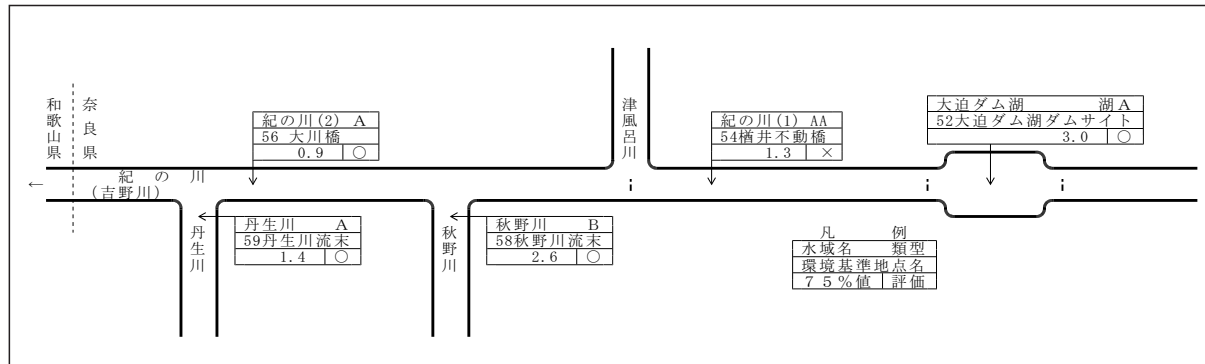 和歌山県
奈良県
紀の川(2) A
56 大川橋
0.9 ○
津風呂川
紀の川(1) AA
54楢井不動橋
1.3 ×
大迫ダム湖 湖A
52大迫ダム湖ダムサイト
3.0 ○
←
紀の川
(吉野川)
丹生川
丹生川 A
59丹生川流末
1.4 ○
秋野川
秋野川 B
58秋野川流末
2.6 ○
凡例
水域名 類型
環境基準地点名
75%値 評価